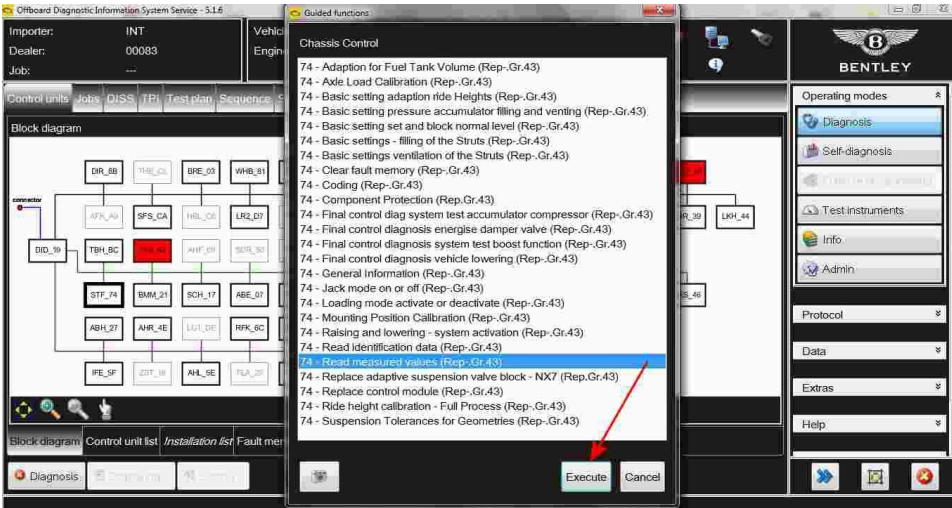 Offboard Diagnostic Information System Service - 5.1.6
Importer: INT
Dealer: 00083
Job: ---
Vehic
Engin
BENTLEY
Control units Jobs DISS TPI Test plan Sequence
Block diagram
DIR_8B BRE_03 WHB_81
connector
SFS_CA LR2_D7
DID_19 TBH_BC
STF_74 BMM_21 SCH_17 ABE_07
ABH_27 AHR_4E RFK_6C
IFE_5F AHL_5E
LKH_44
Block diagram Control unit list Installation list Fault mer
Diagnosis
Guided functions
Chassis Control
74 - Adaption for Fuel Tank Volume (Rep-.Gr.43)
74 - Axle Load Calibration (Rep-.Gr.43)
74 - Basic setting adaption ride Heights (Rep-.Gr.43)
74 - Basic setting pressure accumulator filling and venting (Rep-.Gr.43)
74 - Basic setting set and block normal level (Rep-.Gr.43)
74 - Basic settings - filling of the Struts (Rep-.Gr.43)
74 - Basic settings ventilation of the Struts (Rep-.Gr.43)
74 - Clear fault memory (Rep-.Gr.43)
74 - Coding (Rep-.Gr.43)
74 - Component Protection (Rep.Gr.43)
74 - Final control diag system test accumulator compressor (Rep-.Gr.43)
74 - Final control diagnosis energise damper valve (Rep-.Gr.43)
74 - Final control diagnosis system test boost function (Rep-.Gr.43)
74 - Final control diagnosis vehicle lowering (Rep-.Gr.43)
74 - General Information (Rep-.Gr.43)
74 - Jack mode on or off (Rep-.Gr.43)
74 - Loading mode activate or deactivate (Rep-.Gr.43)
74 - Mounting Position Calibration (Rep-.Gr.43)
74 - Raising and lowering - system activation (Rep-.Gr.43)
74 - Read identification data (Rep-.Gr.43)
74 - Read measured values (Rep-.Gr.43)
74 - Replace adaptive suspension valve block - NX7 (Rep.Gr.43)
74 - Replace control module (Rep-.Gr.43)
74 - Ride height calibration - Full Process (Rep-.Gr.43)
74 - Suspension Tolerances for Geometries (Rep-.Gr.43)
Execute Cancel
Operating modes
Diagnosis
Self-diagnosis
Test instruments
Info
Admin
Protocol
Data
Extras
Help